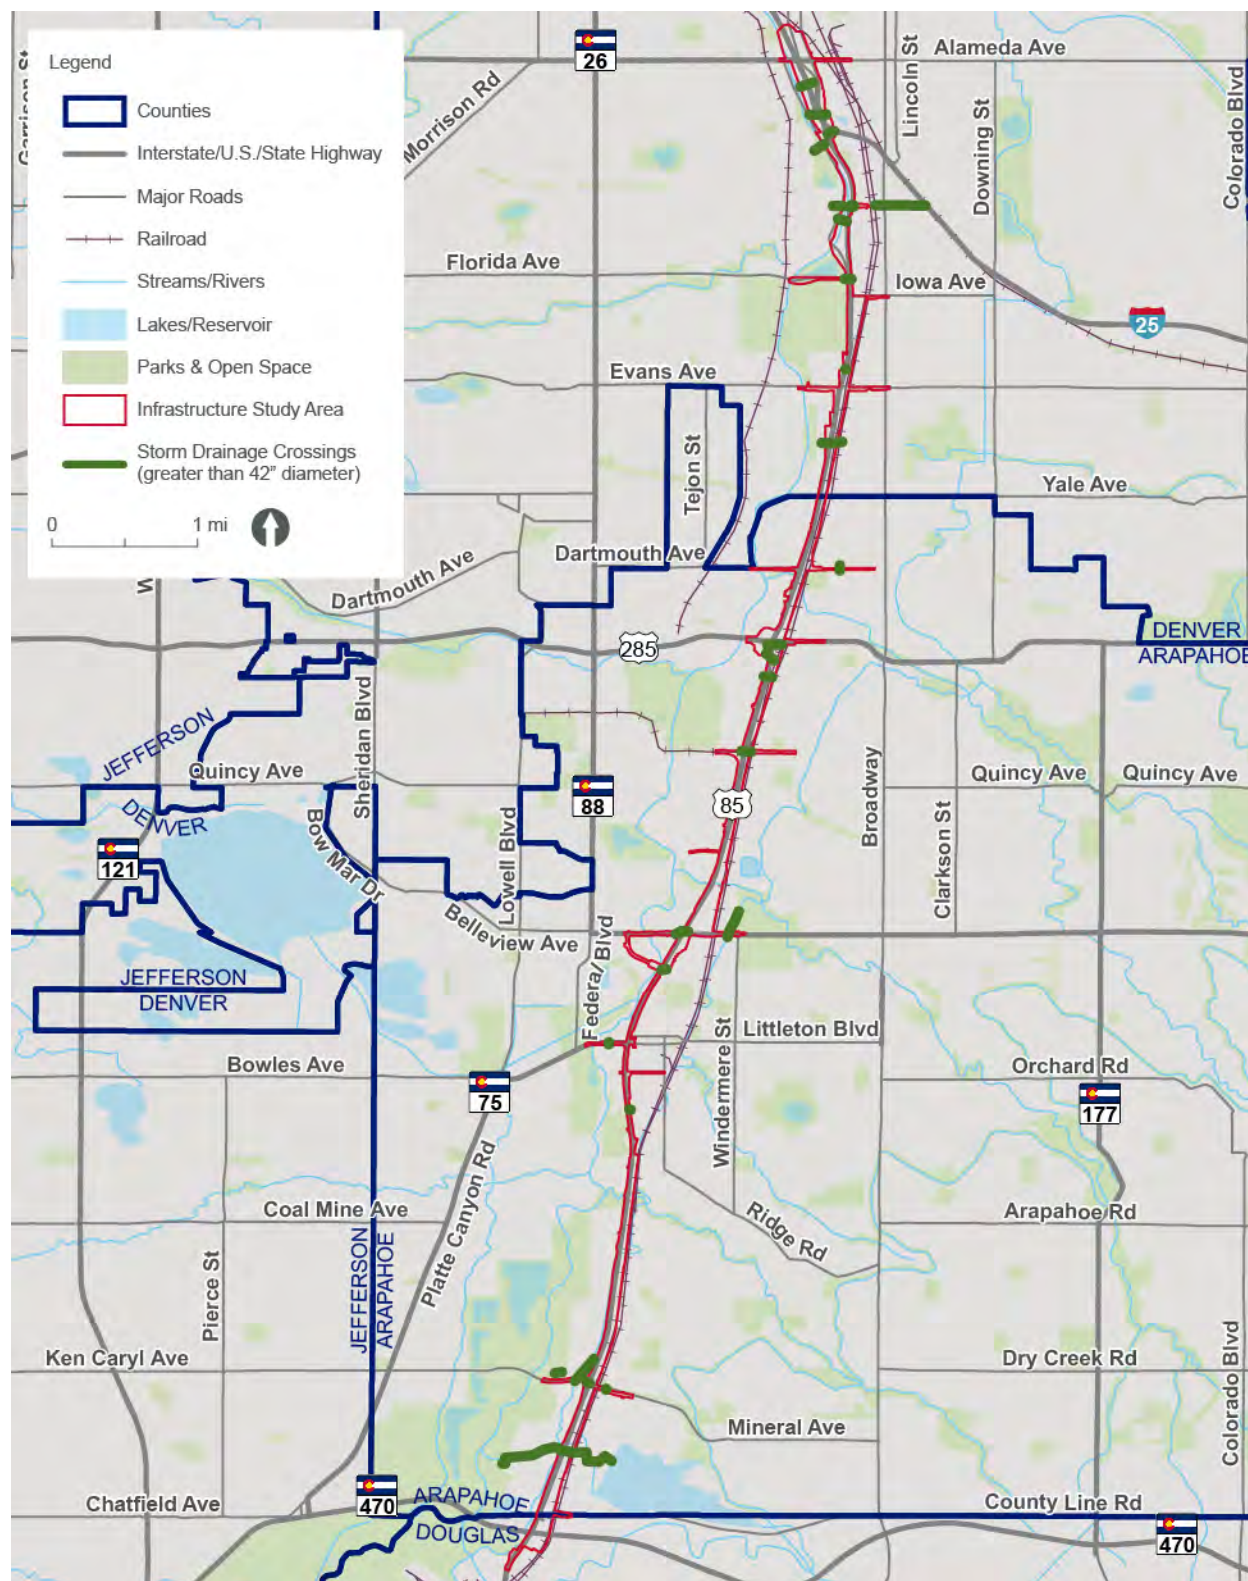 Legend
Counties
Interstate/U.S./State Highway
Major Roads
Railroad
Streams/Rivers
Lakes/Reservoir
Parks & Open Space
Infrastructure Study Area
Storm Drainage Crossings
(greater than 42” diameter)
0 1 mi
Garrison St
26
Morrison Rd
Alameda Ave
Lincoln St
Downing St
Colorado Blvd
Florida Ave
Iowa Ave
25
Evans Ave
Tejon St
Yale Ave
Dartmouth Ave
Dartmouth Ave
W
285
DENVER
ARAPAHOE
JEFFERSON
Sheridan Blvd
Quincy Ave
DENVER
121
Bow Mar Dr
88
Lowell Blvd
85
Broadway
Quincy Ave
Quincy Ave
Clarkson St
Belleview Ave
Federal Blvd
JEFFERSON
DENVER
Windermere St
Littleton Blvd
Bowles Ave
75
Orchard Rd
177
Platte Canyon Rd
Coal Mine Ave
Ridge Rd
Arapahoe Rd
Pierce St
JEFFERSON
ARAPAHOE
Ken Caryl Ave
Dry Creek Rd
Colorado Blvd
Mineral Ave
Chatfield Ave
470
ARAPAHOE
DOUGLAS
County Line Rd
470